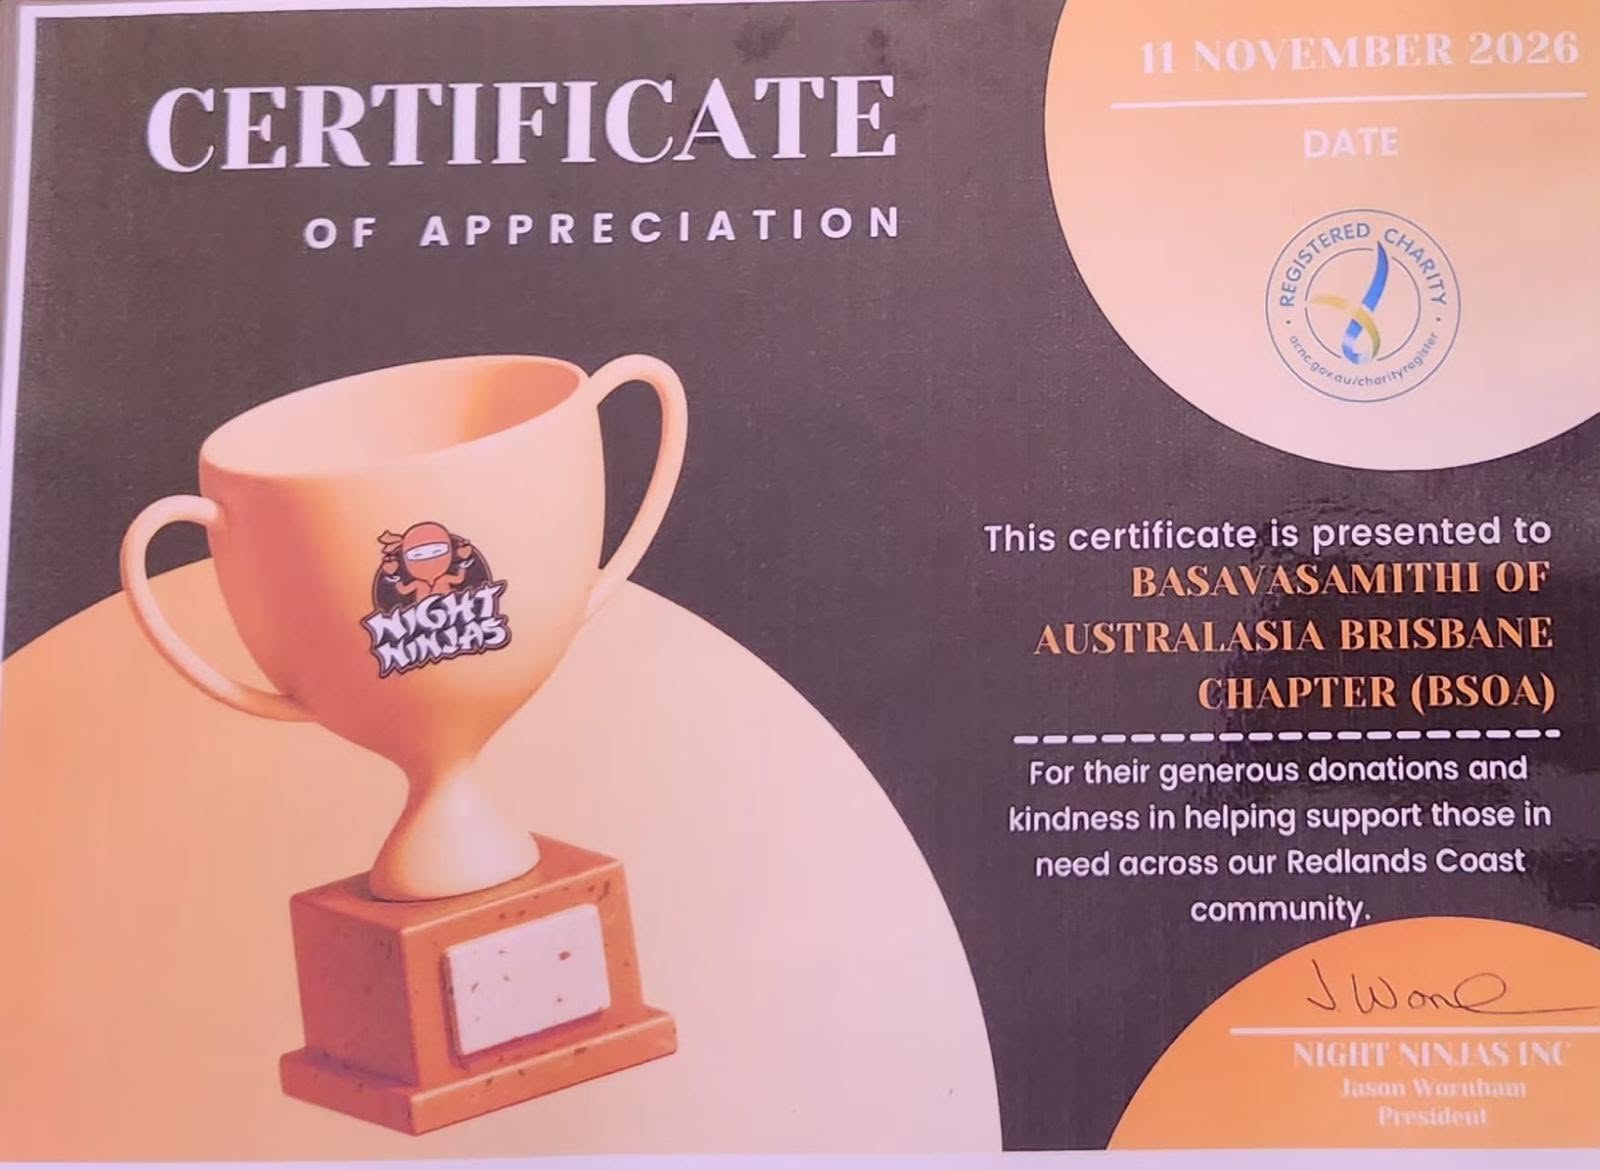 CERTIFICATE
OF APPRECIATION
11 NOVEMBER 2026
DATE
REGISTERED CHARITY
acnc.gov.au/charityregister
NIGHT
NINJAS
This certificate is presented to
BASAVASAMITHI OF
AUSTRALASIA BRISBANE
CHAPTER (BSOA)
For their generous donations and
kindness in helping support those in
need across our Redlands Coast
community.
NIGHT NINJAS INC
Jason Wornham
President